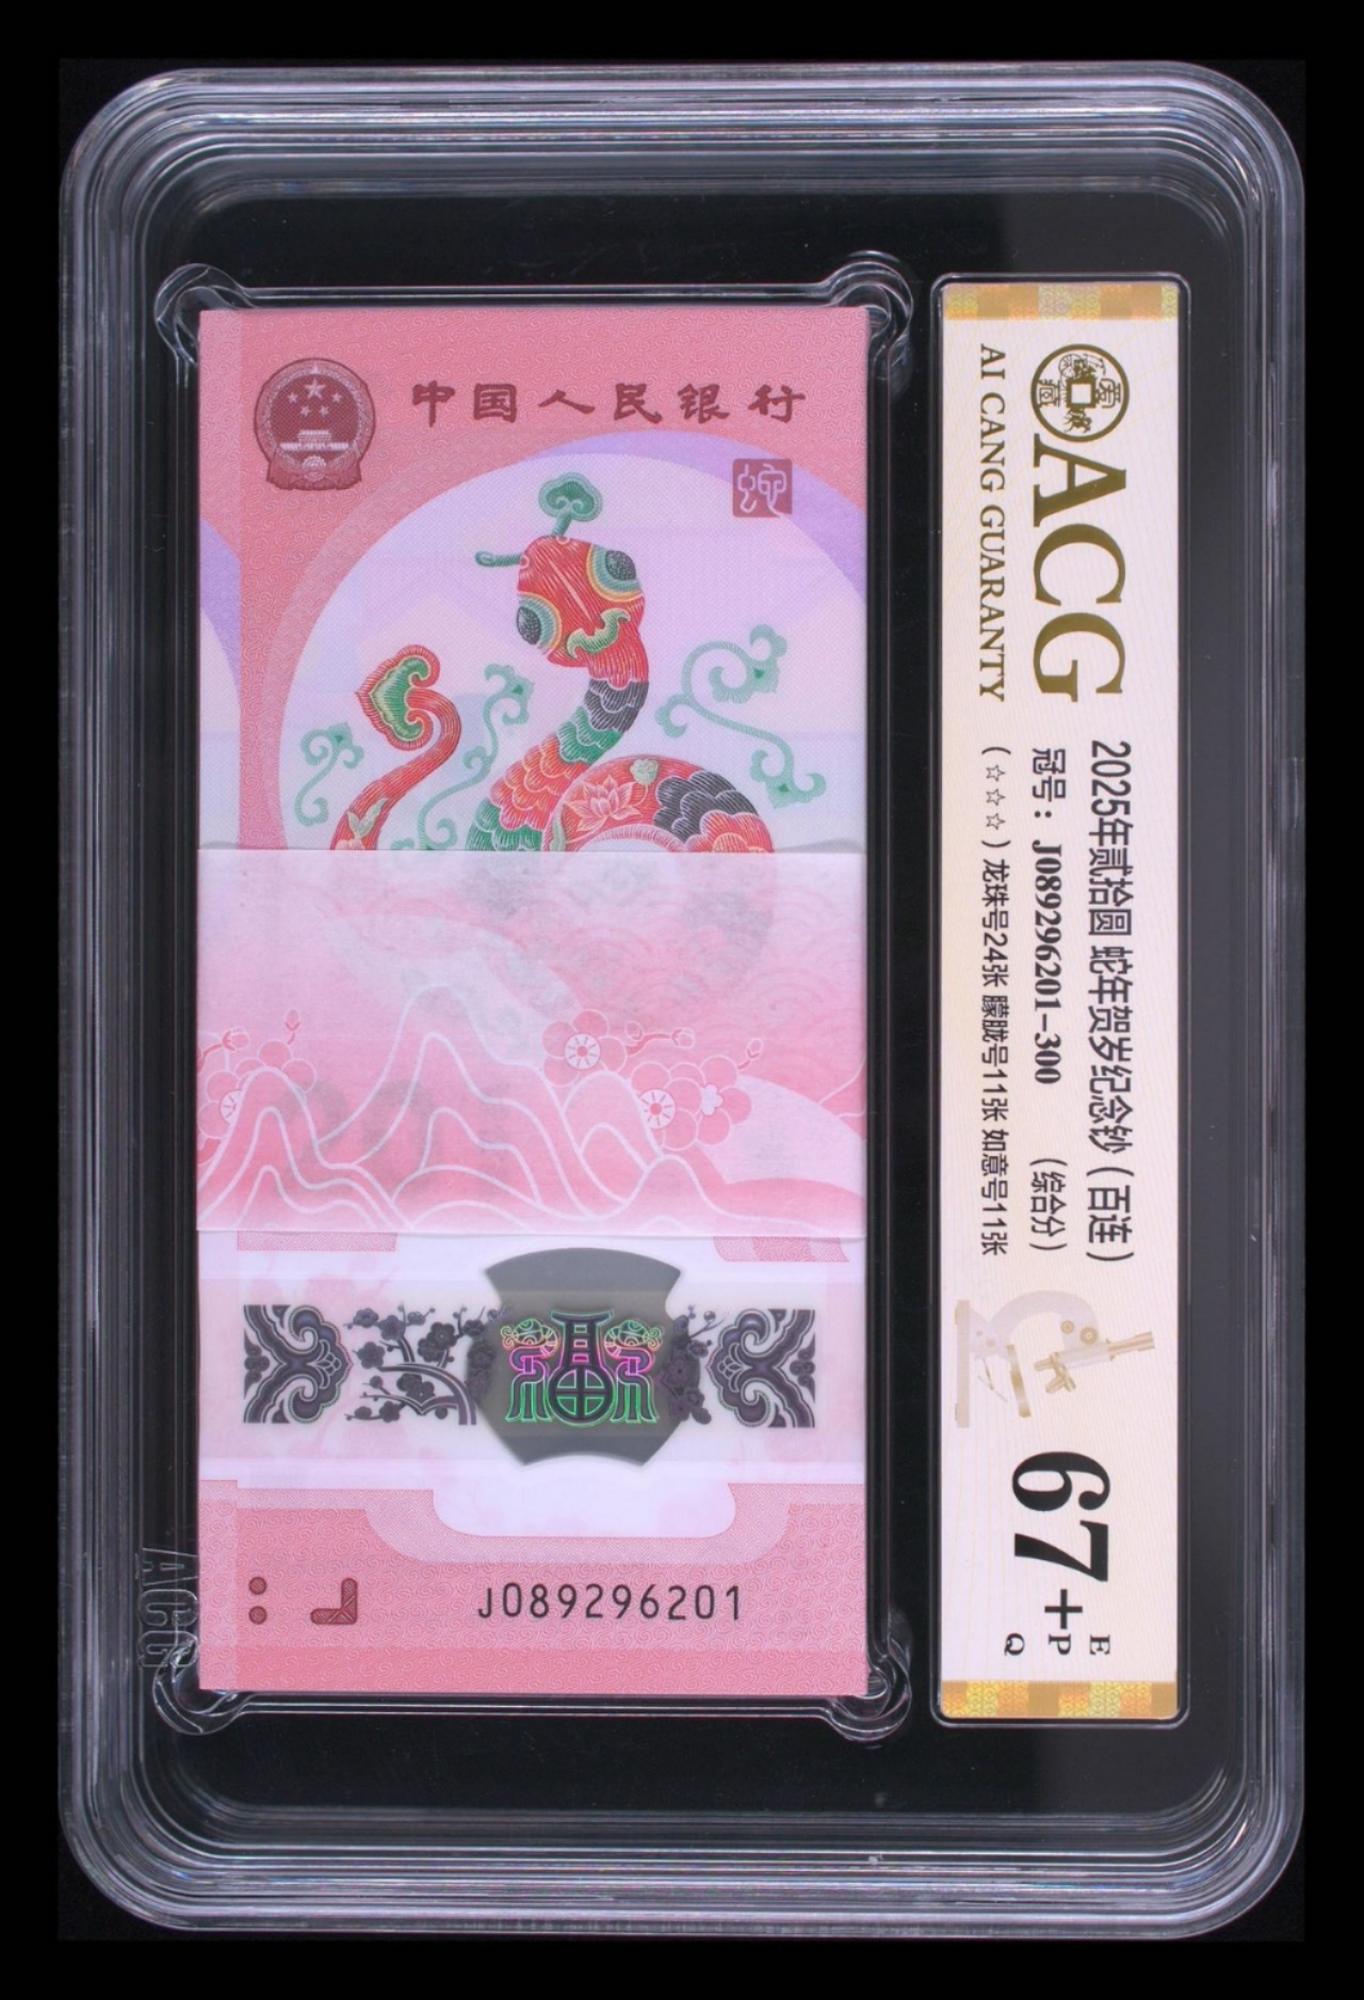 中国人民银行
蛇
J089296201
ACG
ACG
AI CANG GUARANTY
2025年贰拾圆 蛇年贺岁纪念钞（百连）
冠号：J089296201-300 （综合分）
（☆☆☆）龙珠号24张 朦胧号11张 如意号11张
67+
E
P
Q